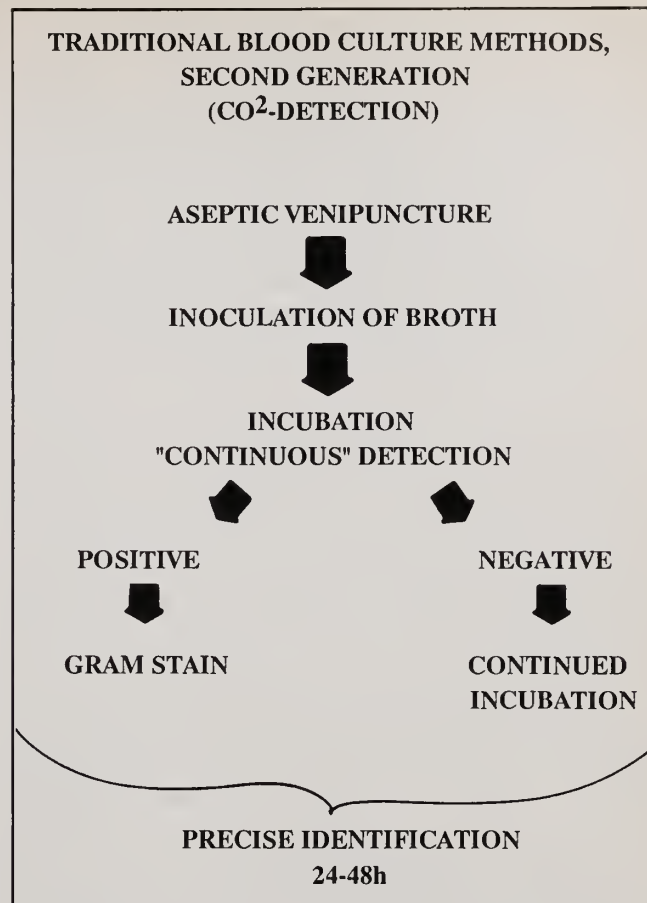 TRADITIONAL BLOOD CULTURE METHODS,
SECOND GENERATION
(CO²-DETECTION)
ASEPTIC VENIPUNCTURE
INOCULATION OF BROTH
INCUBATION
"CONTINUOUS" DETECTION
POSITIVE
NEGATIVE
GRAM STAIN
CONTINUED
INCUBATION
PRECISE IDENTIFICATION
24-48h